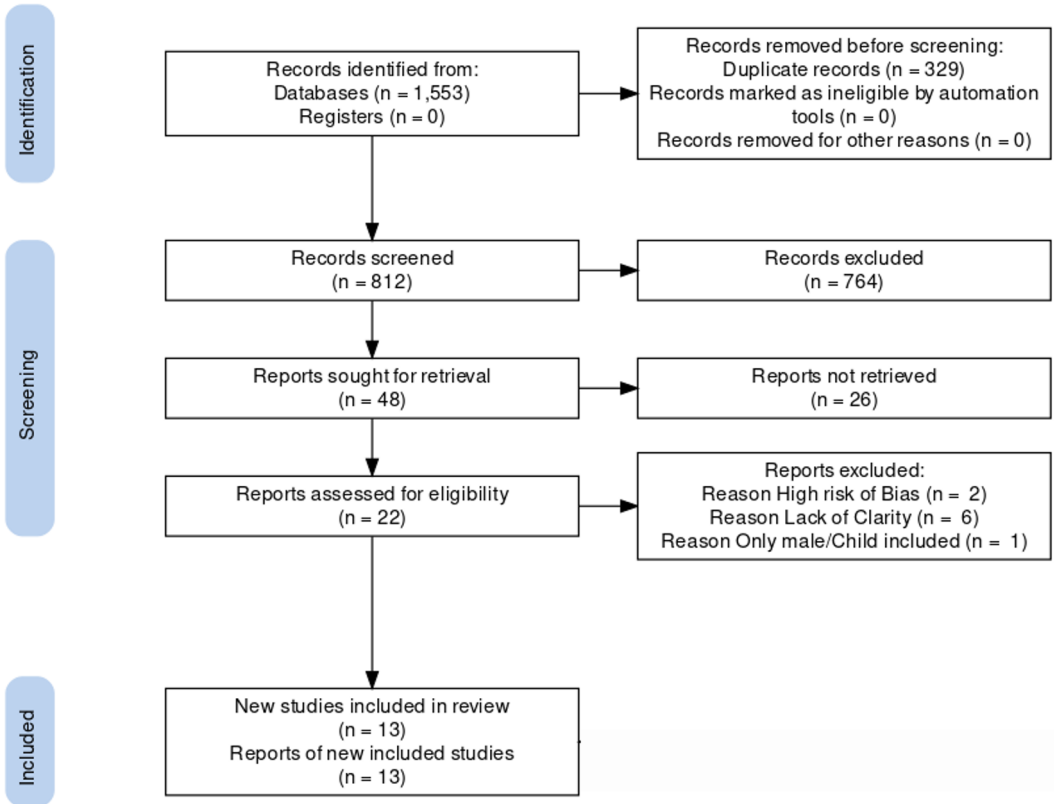 Identification
Records identified from:
Databases (n = 1,553)
Registers (n = 0)
Records removed before screening:
Duplicate records (n = 329)
Records marked as ineligible by automation
tools (n = 0)
Records removed for other reasons (n = 0)
Screening
Records screened
(n = 812)
Records excluded
(n = 764)
Reports sought for retrieval
(n = 48)
Reports not retrieved
(n = 26)
Reports assessed for eligibility
(n = 22)
Reports excluded:
Reason High risk of Bias (n = 2)
Reason Lack of Clarity (n = 6)
Reason Only male/Child included (n = 1)
Included
New studies included in review
(n = 13)
Reports of new included studies
(n = 13)